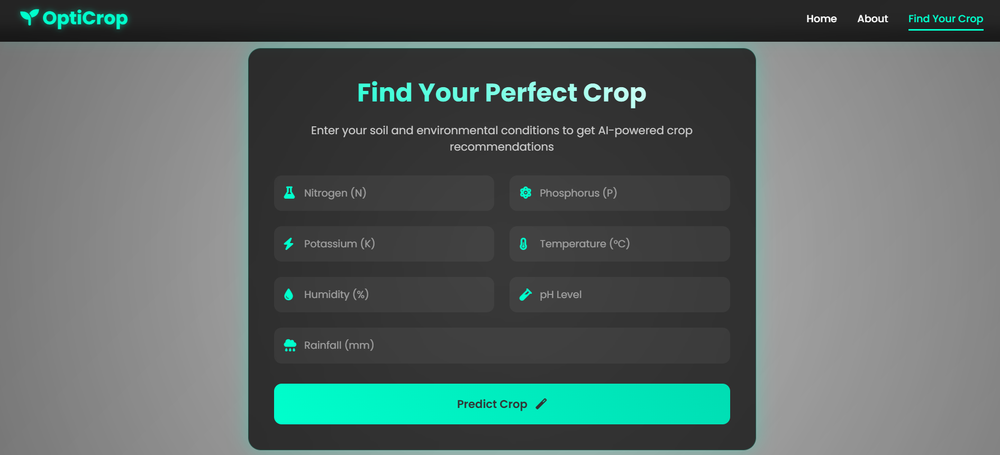 OptiCrop
Home
About
Find Your Crop
Find Your Perfect Crop
Enter your soil and environmental conditions to get AI-powered crop
recommendations
Nitrogen (N)
Phosphorus (P)
Potassium (K)
Temperature (°C)
Humidity (%)
pH Level
Rainfall (mm)
Predict Crop